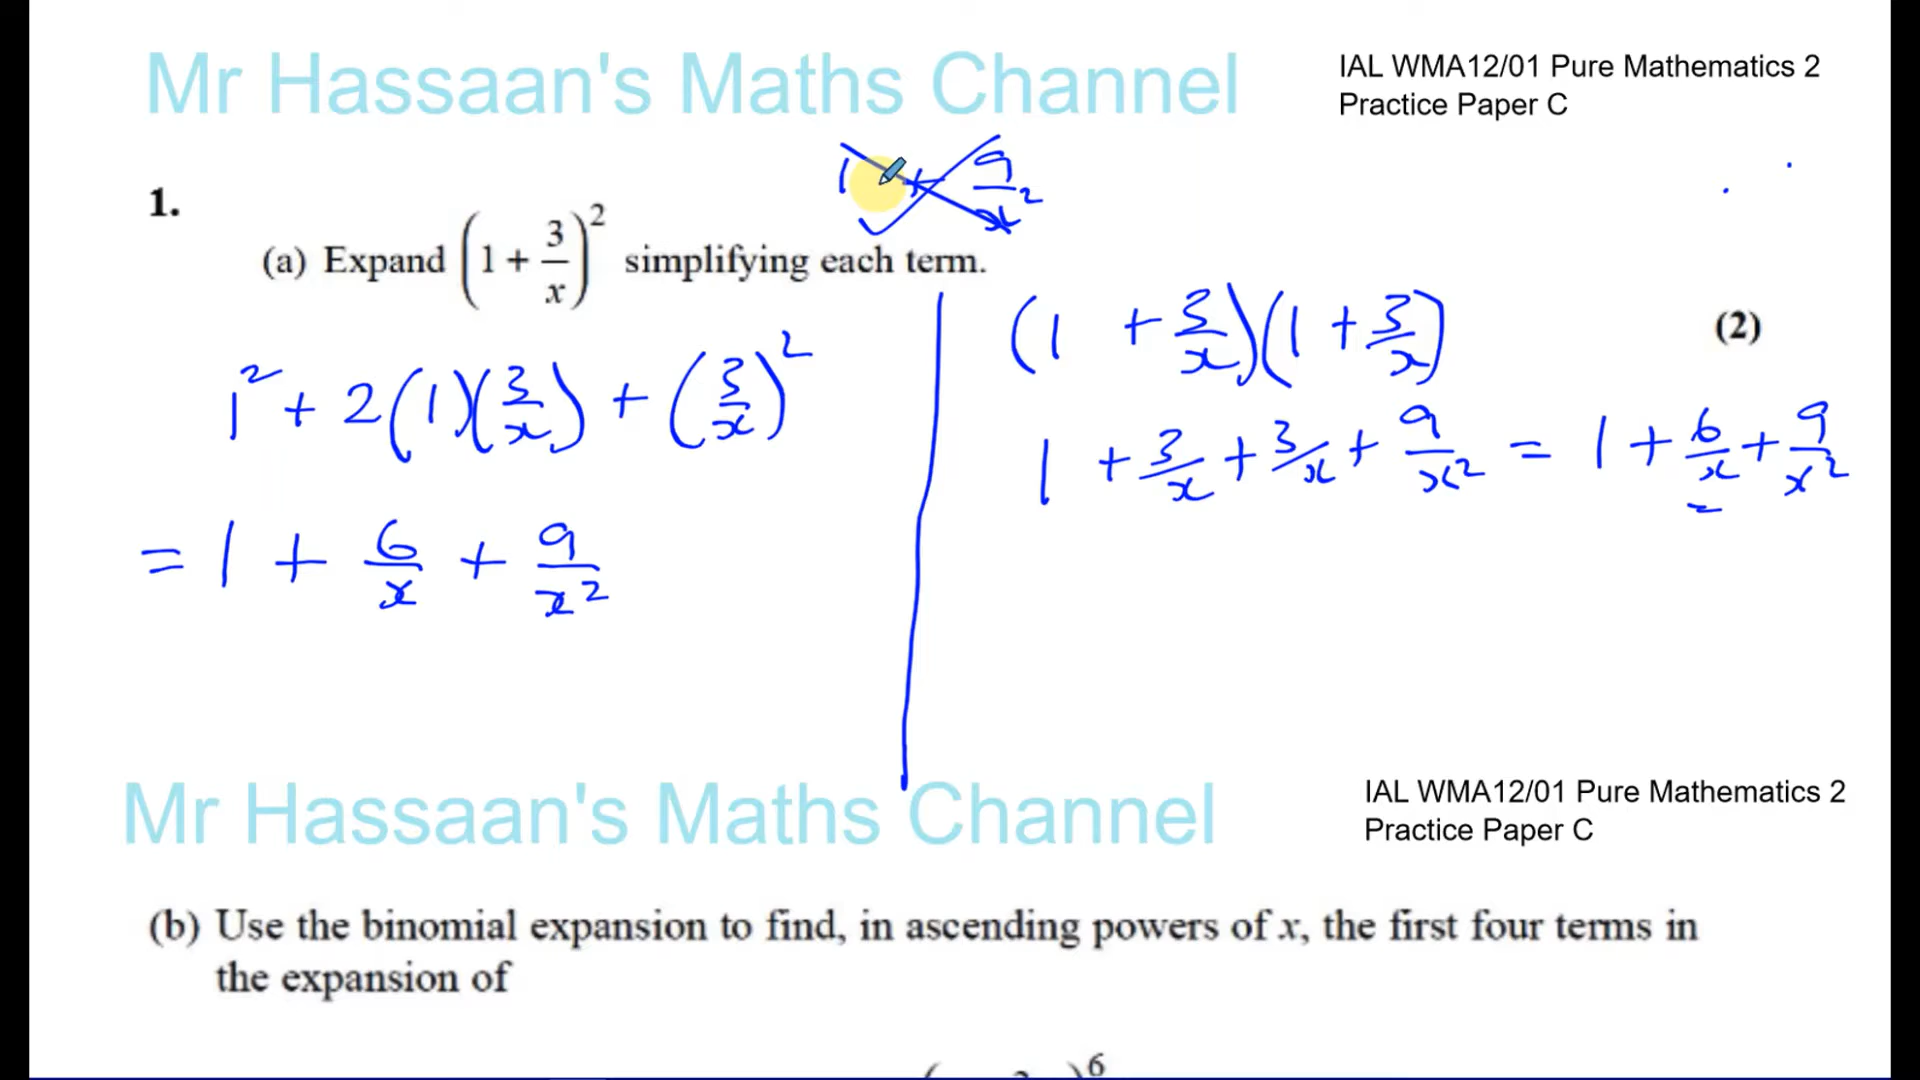 Mr Hassaan's Maths Channel
IAL WMA12/01 Pure Mathematics 2
Practice Paper C
1 + 9/x²
1.
(a) Expand (1 + 3/x)² simplifying each term.
(2)
1² + 2(1)(3/x) + (3/x)²
= 1 + 6/x + 9/x²
(1 + 3/x)(1 + 3/x)
1 + 3/x + 3/x + 9/x² = 1 + 6/x + 9/x²
Mr Hassaan's Maths Channel
IAL WMA12/01 Pure Mathematics 2
Practice Paper C
(b) Use the binomial expansion to find, in ascending powers of x, the first four terms in
the expansion of
6